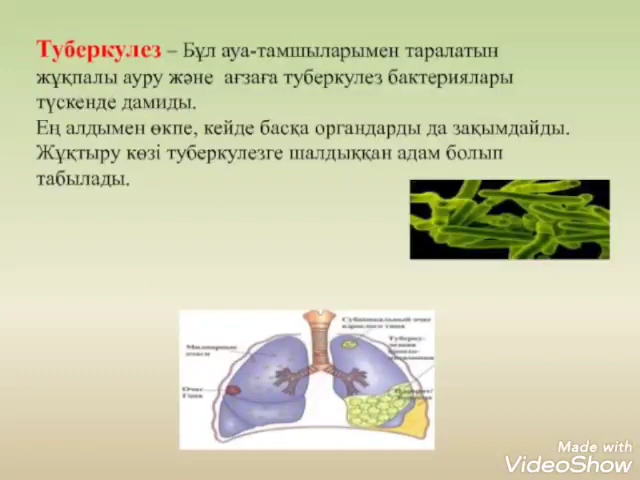 Туберкулез – Бұл ауа-тамшыларымен таралатын
жұқпалы ауру және ағзаға туберкулез бактериялары
түскенде дамиды.
Ең алдымен өкпе, кейде басқа органдарды да зақымдайды.
Жұқтыру көзі туберкулезге шалдыққан адам болып
табылады.
Очаг
Made with
VideoShow